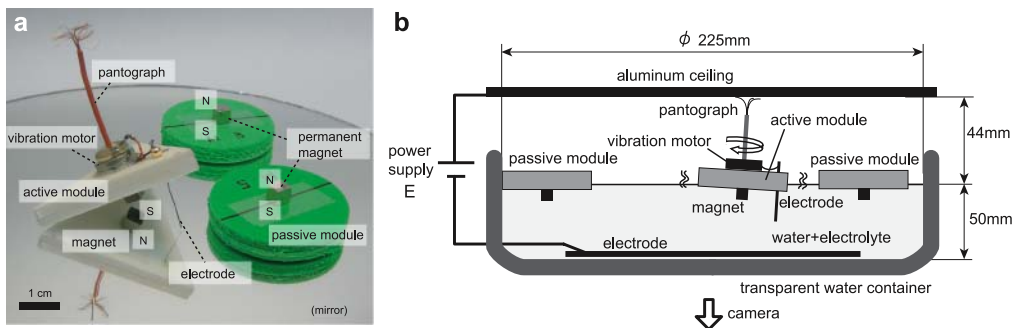 a
pantograph
N
S
vibration motor
permanent
magnet
active module
N
S
S
magnet
N
passive module
electrode
1 cm
(mirror)
b
ϕ 225mm
aluminum ceiling
pantograph
active module
vibration motor
44mm
power
supply
E
passive module
passive module
magnet
electrode
50mm
electrode
water+electrolyte
transparent water container
camera